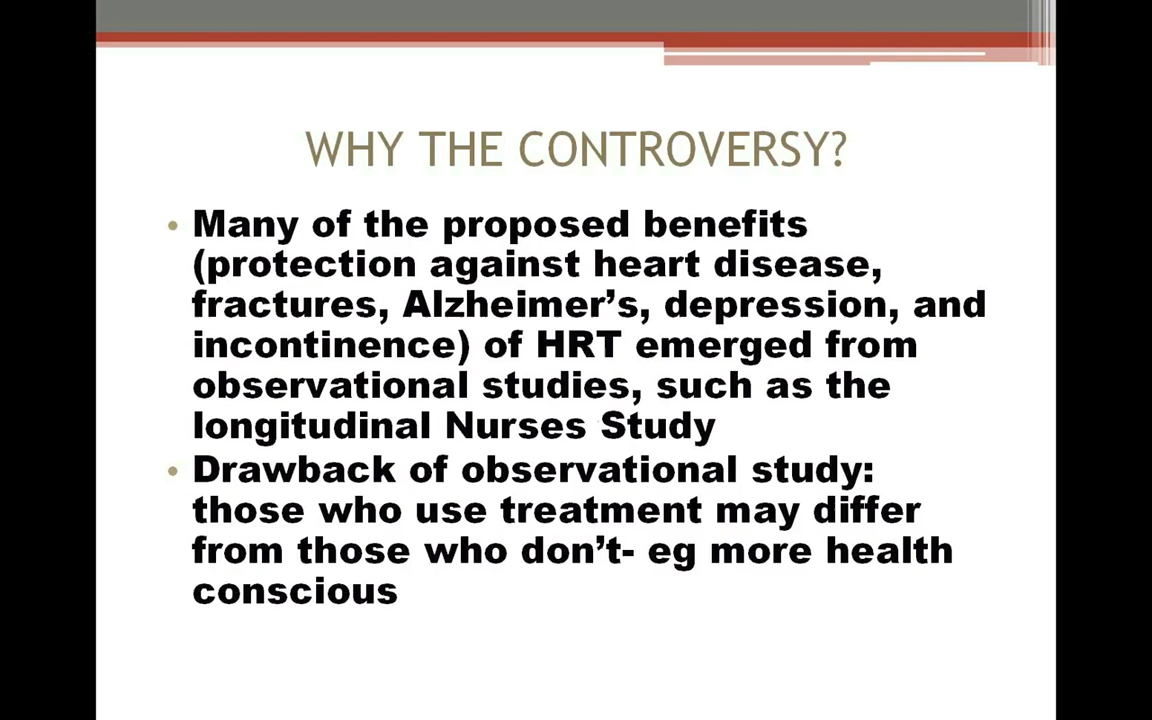 WHY THE CONTROVERSY?
• Many of the proposed benefits
(protection against heart disease,
fractures, Alzheimer’s, depression, and
incontinence) of HRT emerged from
observational studies, such as the
longitudinal Nurses Study
• Drawback of observational study:
those who use treatment may differ
from those who don’t- eg more health
conscious